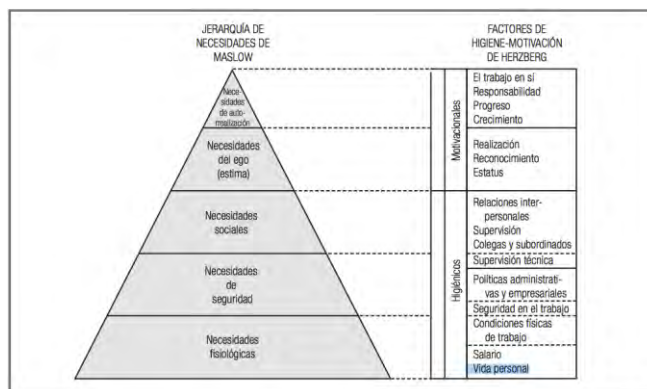 JERARQUÍA DE
NECESIDADES DE
MASLOW
Nece-
sidades
de auto-
rrealización
Necesidades
del ego
(estima)
Necesidades
sociales
Necesidades
de
seguridad
Necesidades
fisiológicas
FACTORES DE
HIGIENE-MOTIVACIÓN
DE HERZBERG
Motivacionales
El trabajo en sí
Responsabilidad
Progreso
Crecimiento
Realización
Reconocimiento
Estatus
Higiénicos
Relaciones inter-
personales
Supervisión
Colegas y subordinados
Supervisión técnica
Políticas administrati-
vas y empresariales
Seguridad en el trabajo
Condiciones físicas
de trabajo
Salario
Vida personal